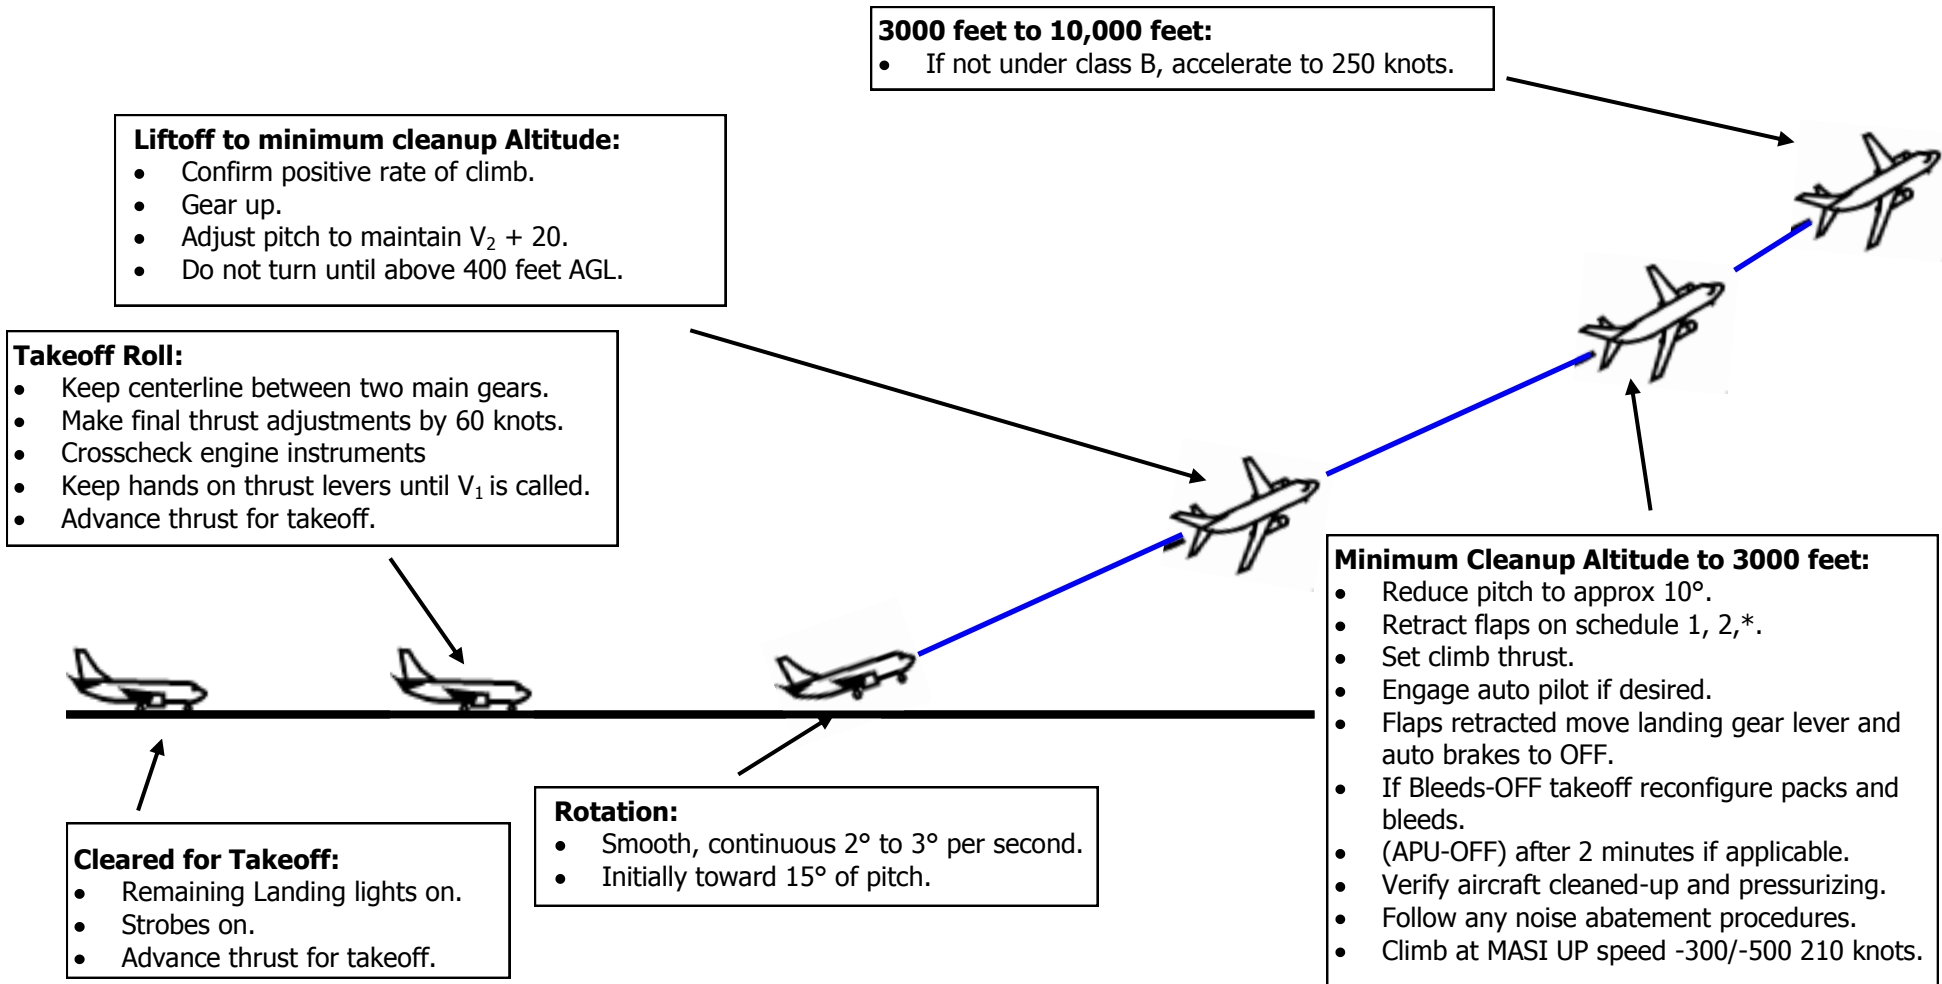 3000 feet to 10,000 feet:
• If not under class B, accelerate to 250 knots.
Liftoff to minimum cleanup Altitude:
• Confirm positive rate of climb.
• Gear up.
• Adjust pitch to maintain V₂ + 20.
• Do not turn until above 400 feet AGL.
Takeoff Roll:
• Keep centerline between two main gears.
• Make final thrust adjustments by 60 knots.
• Crosscheck engine instruments
• Keep hands on thrust levers until V₁ is called.
• Advance thrust for takeoff.
Minimum Cleanup Altitude to 3000 feet:
• Reduce pitch to approx 10°.
• Retract flaps on schedule 1, 2,*.
• Set climb thrust.
• Engage auto pilot if desired.
• Flaps retracted move landing gear lever and
auto brakes to OFF.
• If Bleeds-OFF takeoff reconfigure packs and
bleeds.
• (APU-OFF) after 2 minutes if applicable.
• Verify aircraft cleaned-up and pressurizing.
• Follow any noise abatement procedures.
• Climb at MASI UP speed -300/-500 210 knots.
Rotation:
• Smooth, continuous 2° to 3° per second.
• Initially toward 15° of pitch.
Cleared for Takeoff:
• Remaining Landing lights on.
• Strobes on.
• Advance thrust for takeoff.